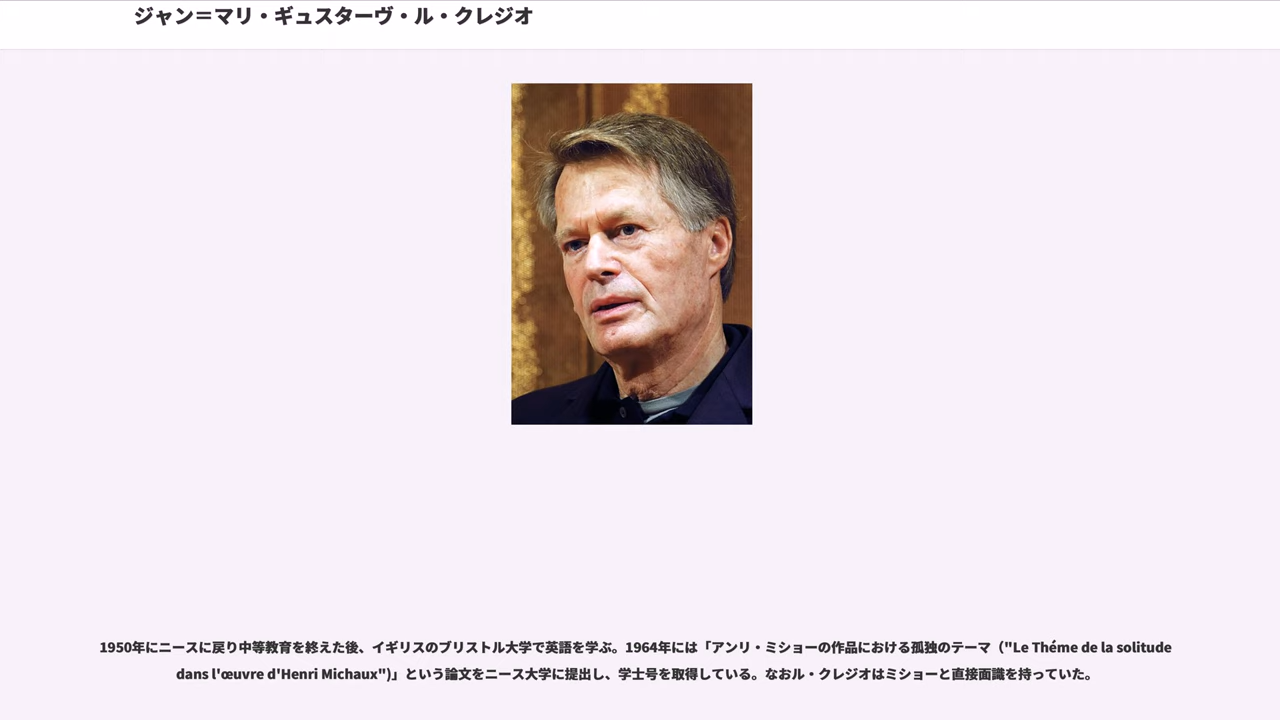 ジャン＝マリ・ギュスターヴ・ル・クレジオ
1950年にニースに戻り中等教育を終えた後、イギリスのブリストル大学で英語を学ぶ。1964年には「アンリ・ミショーの作品における孤独のテーマ（"Le Théme de la solitude
dans l'œuvre d'Henri Michaux")」という論文をニース大学に提出し、学士号を取得している。なおル・クレジオはミショーと直接面識を持っていた。